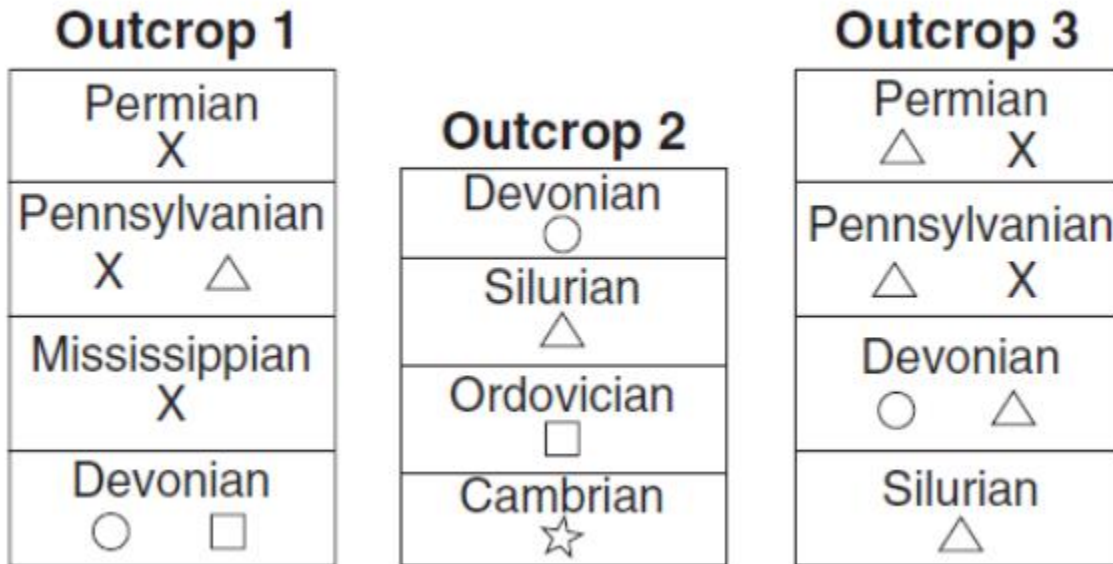 Outcrop 1
Permian
X
Pennsylvanian
X
Mississippian
X
Devonian
Outcrop 2
Devonian
Silurian
Ordovician
Cambrian
Outcrop 3
Permian
X
Pennsylvanian
X
Devonian
Silurian